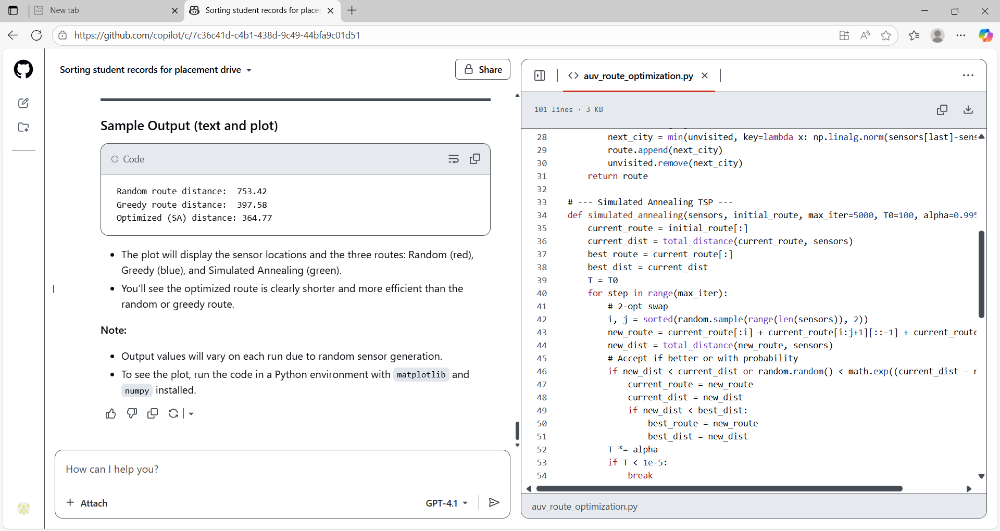 New tab
Sorting student records for placer
https://github.com/copilot/c/7c36c41d-c4b1-438d-9c49-44bfa9c01d51
Sorting student records for placement drive
Share
Sample Output (text and plot)
Code
Random route distance:  753.42
Greedy route distance:  397.58
Optimized (SA) distance: 364.77
• The plot will display the sensor locations and the three routes: Random (red),
Greedy (blue), and Simulated Annealing (green).
• You'll see the optimized route is clearly shorter and more efficient than the
random or greedy route.
Note:
• Output values will vary on each run due to random sensor generation.
• To see the plot, run the code in a Python environment with matplotlib and
numpy installed.
How can I help you?
Attach
GPT-4.1
auv_route_optimization.py
101 lines · 3 KB
28         next_city = min(unvisited, key=lambda x: np.linalg.norm(sensors[last]-sens
29         route.append(next_city)
30         unvisited.remove(next_city)
31     return route
32
33 # --- Simulated Annealing TSP ---
34 def simulated_annealing(sensors, initial_route, max_iter=5000, T0=100, alpha=0.995
35     current_route = initial_route[:]
36     current_dist = total_distance(current_route, sensors)
37     best_route = current_route[:]
38     best_dist = current_dist
39     T = T0
40     for step in range(max_iter):
41         # 2-opt swap
42         i, j = sorted(random.sample(range(len(sensors)), 2))
43         new_route = current_route[:i] + current_route[i:j+1][::-1] + current_route
44         new_dist = total_distance(new_route, sensors)
45         # Accept if better or with probability
46         if new_dist < current_dist or random.random() < math.exp((current_dist - n
47             current_route = new_route
48             current_dist = new_dist
49             if new_dist < best_dist:
50                 best_route = new_route
51                 best_dist = new_dist
52         T *= alpha
53         if T < 1e-5:
54             break
auv_route_optimization.py